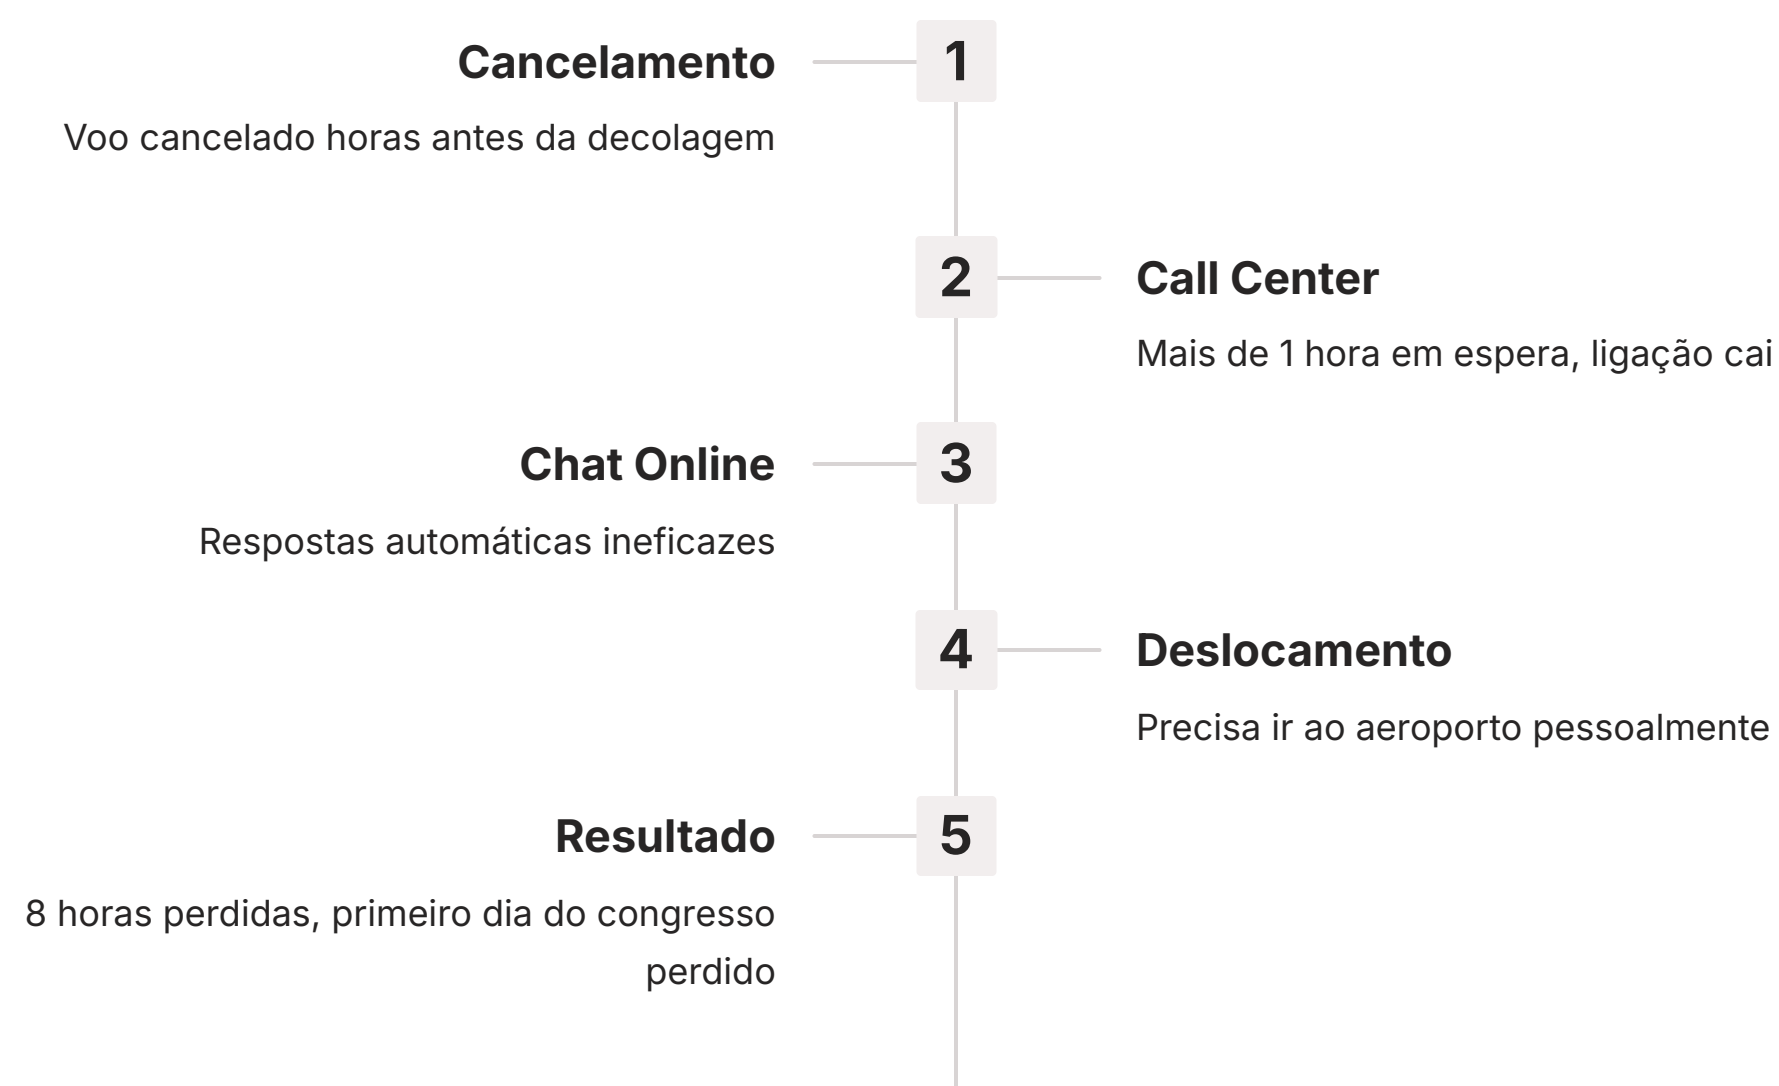 1
Cancelamento
Voo cancelado horas antes da decolagem
2
Call Center
Mais de 1 hora em espera, ligação cai
3
Chat Online
Respostas automáticas ineficazes
4
Deslocamento
Precisa ir ao aeroporto pessoalmente
5
Resultado
8 horas perdidas, primeiro dia do congresso
perdido